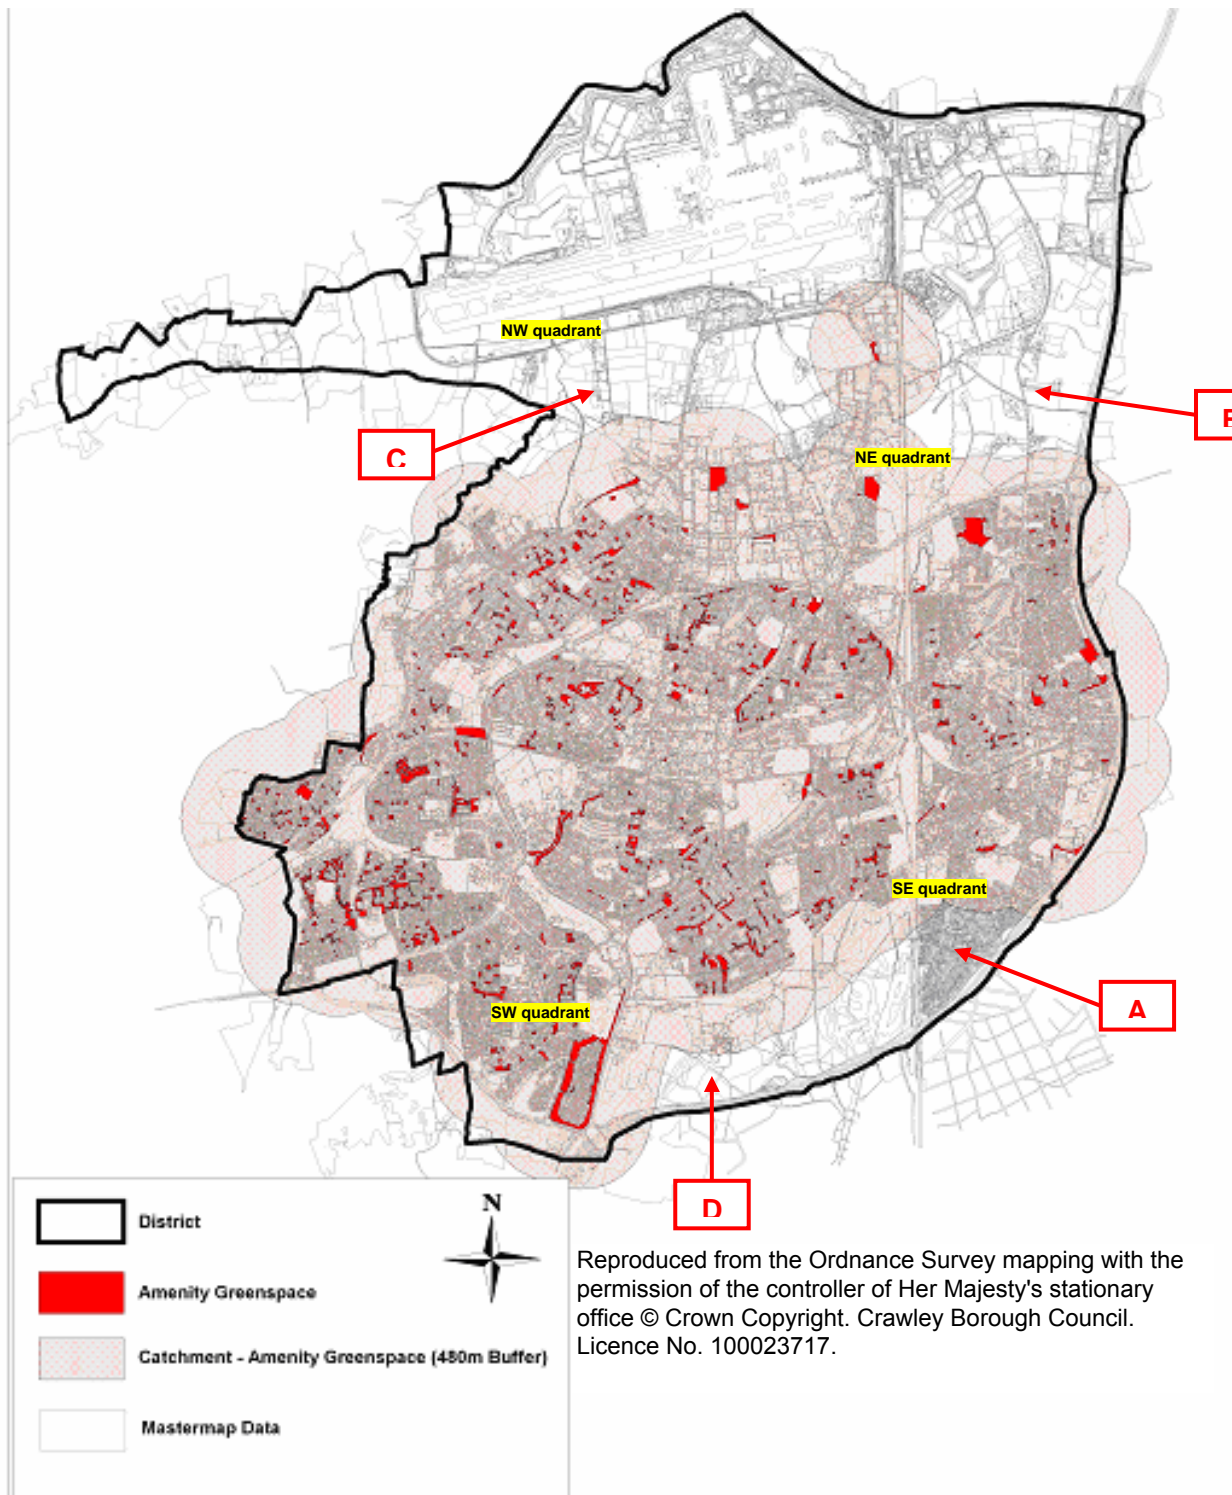 NW quadrant
C
NE quadrant
SE quadrant
A
SW quadrant
D
N
District
Amenity Greenspace
Catchment - Amenity Greenspace (480m Buffer)
Mastermap Data
Reproduced from the Ordnance Survey mapping with the
permission of the controller of Her Majesty's stationary
office © Crown Copyright. Crawley Borough Council.
Licence No. 100023717.